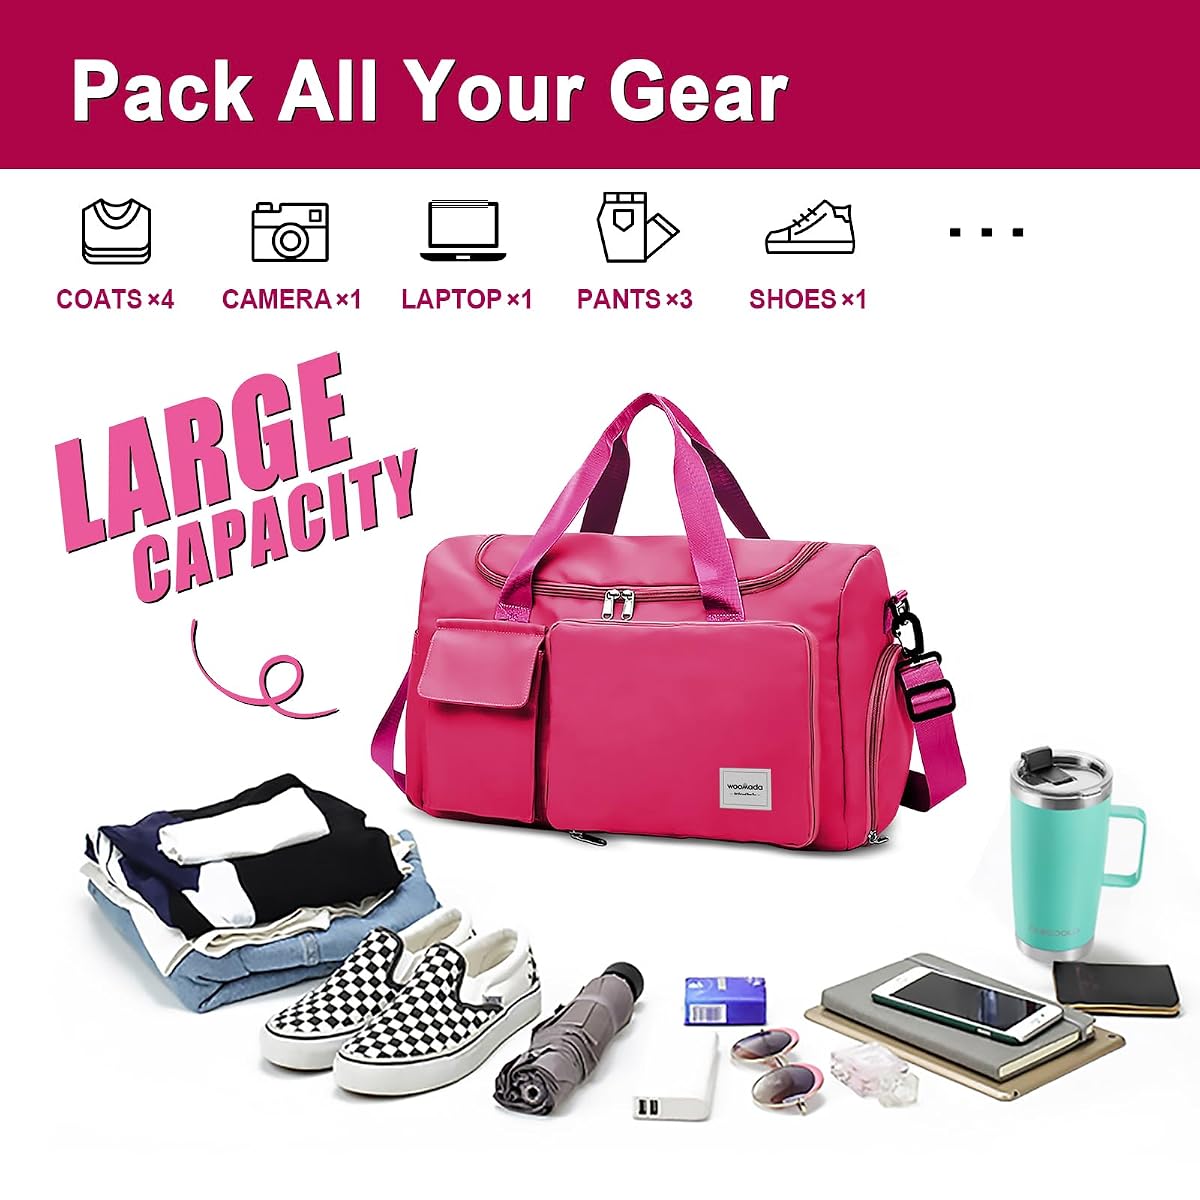 Pack All Your Gear
COATS ×4
CAMERA ×1
LAPTOP ×1
PANTS ×3
SHOES ×1
LARGE
CAPACITY
wooMada